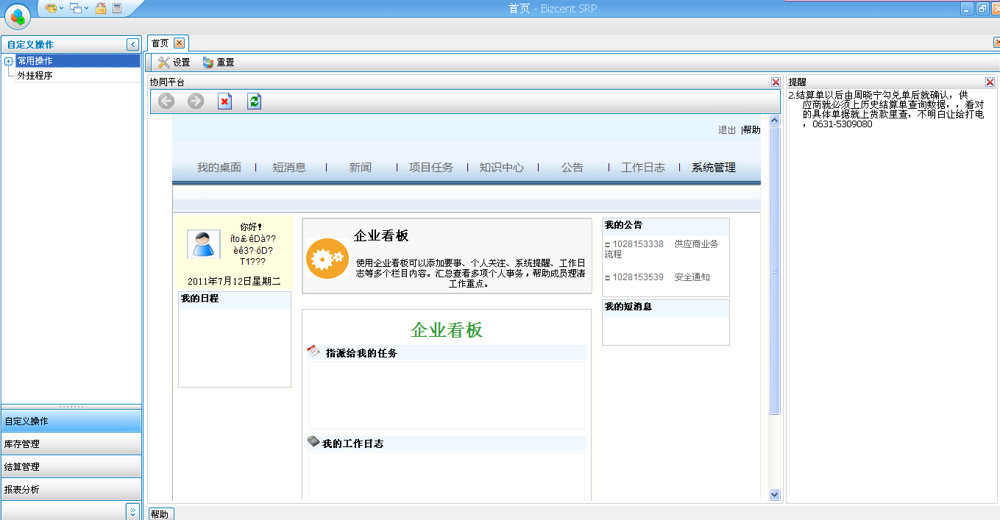 首页 - Bizcent SRP
自定义操作
常用操作
外挂程序
自定义操作
库存管理
结算管理
报表分析
首页
设置 重置
协同平台
退出 |帮助
我的桌面 | 短消息 | 新闻 | 项目任务 | 知识中心 | 公告 | 工作日志 | 系统管理
你好!
íto£êDà??
èê3?·óD?
T1???
2011年7月12日星期二
我的日程
企业看板
使用企业看板可以添加要事、个人关注、系统提醒、工作日
志等多个栏目内容。汇总查看多项个人事务，帮助成员理清
工作重点。
企业看板
指派给我的任务
我的工作日志
我的公告
1028153338 供应商业务
流程
1028153539 安全通知
我的短消息
提醒
2.结算单以后由周晓宁勾兑单后就确认，供
应商就必须上历史结算单查询数据，，看对
的具体单据就上货款里查，不明白让给打电
，0631-5309080
帮助